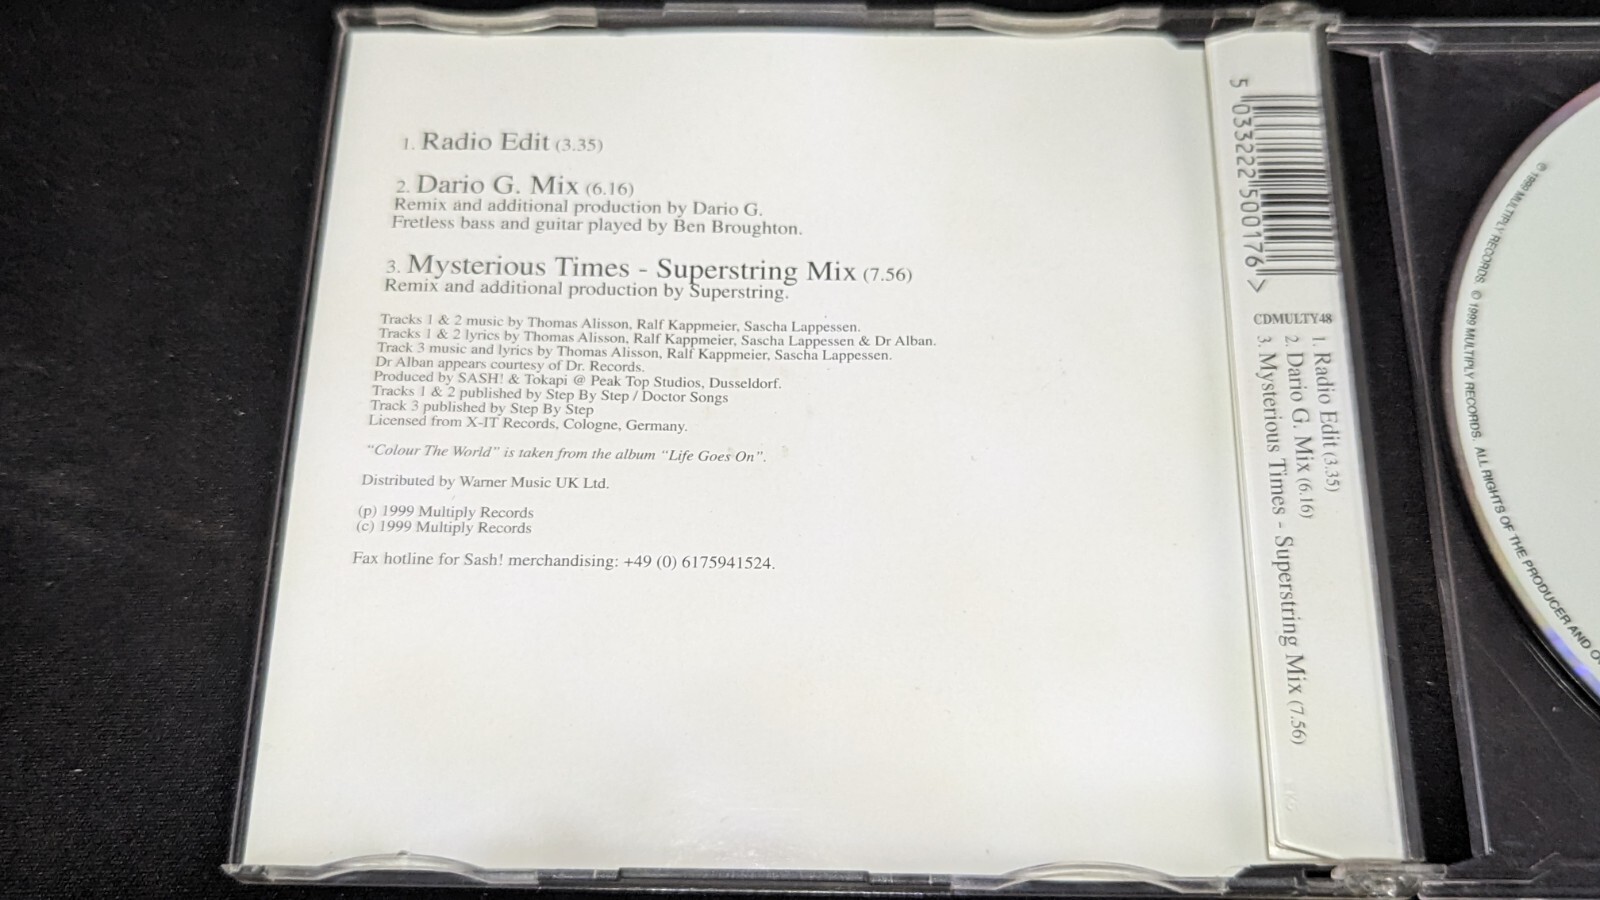 1. Radio Edit (3.35)
2. Dario G. Mix (6.16)
Remix and additional production by Dario G.
Fretless bass and guitar played by Ben Broughton.
3. Mysterious Times - Superstring Mix (7.56)
Remix and additional production by Superstring.
Tracks 1 & 2 music by Thomas Alisson, Ralf Kappmeier, Sascha Lappessen.
Tracks 1 & 2 lyrics by Thomas Alisson, Ralf Kappmeier, Sascha Lappessen & Dr Alban.
Track 3 music and lyrics by Thomas Alisson, Ralf Kappmeier, Sascha Lappessen.
Dr Alban appears courtesy of Dr. Records.
Produced by SASH! & Tokapi @ Peak Top Studios, Dusseldorf.
Tracks 1 & 2 published by Step By Step / Doctor Songs
Track 3 published by Step By Step
Licensed from X-IT Records, Cologne, Germany.
"Colour The World" is taken from the album "Life Goes On".
Distributed by Warner Music UK Ltd.
(p) 1999 Multiply Records
(c) 1999 Multiply Records
Fax hotline for Sash! merchandising: +49 (0) 6175941524.
5 033222 500176 >
CDMULTY48
1. Radio Edit (3.35)
2. Dario G. Mix (6.16)
3. Mysterious Times - Superstring Mix (7.56)
℗ 1999 MULTIPLY RECORDS. © 1999 MULTIPLY RECORDS. ALL RIGHTS OF THE PRODUCER AND